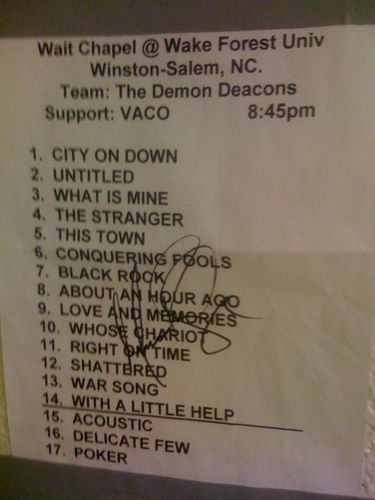 Wait Chapel @ Wake Forest Univ
Winston-Salem, NC.
Team: The Demon Deacons
Support: VACO 8:45pm
1. CITY ON DOWN
2. UNTITLED
3. WHAT IS MINE
4. THE STRANGER
5. THIS TOWN
6. CONQUERING FOOLS
7. BLACK ROCK
8. ABOUT AN HOUR AGO
9. LOVE AND MEMORIES
10. WHOSE CHARIOT
11. RIGHT ON TIME
12. SHATTERED
13. WAR SONG
14. WITH A LITTLE HELP
15. ACOUSTIC
16. DELICATE FEW
17. POKER